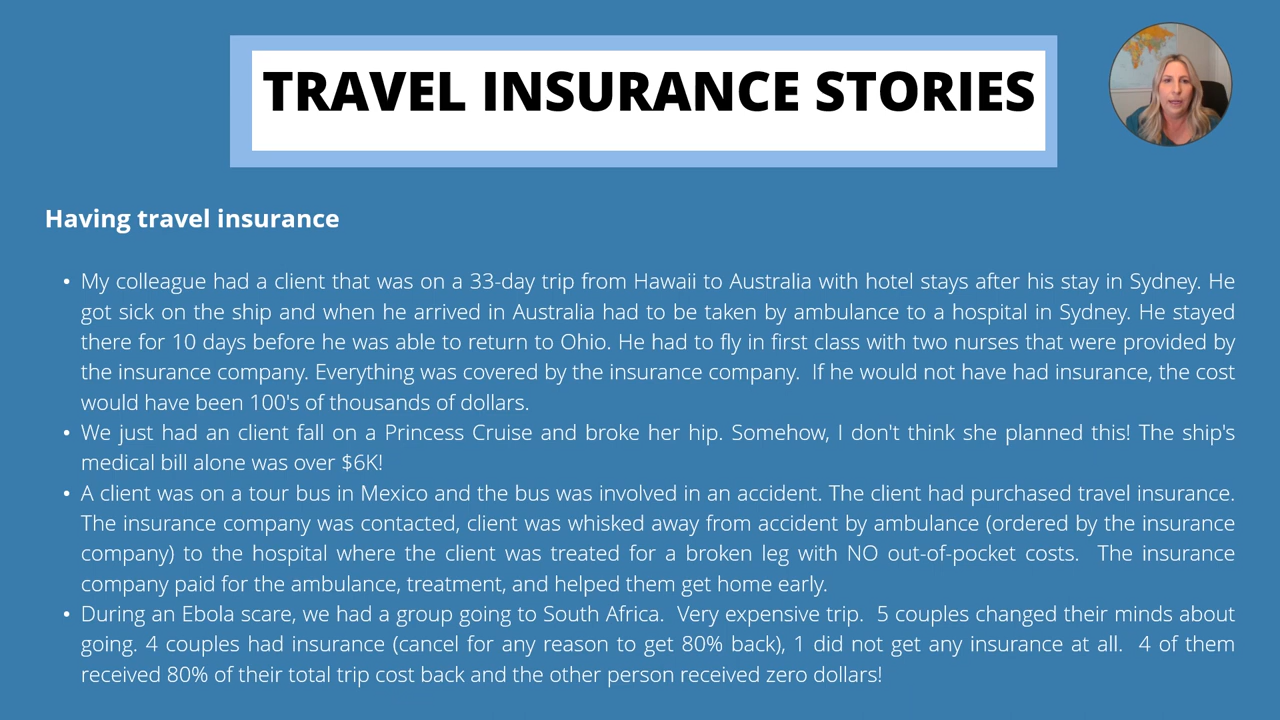 TRAVEL INSURANCE STORIES
Having travel insurance
• My colleague had a client that was on a 33-day trip from Hawaii to Australia with hotel stays after his stay in Sydney. He
got sick on the ship and when he arrived in Australia had to be taken by ambulance to a hospital in Sydney. He stayed
there for 10 days before he was able to return to Ohio. He had to fly in first class with two nurses that were provided by
the insurance company. Everything was covered by the insurance company.  If he would not have had insurance, the cost
would have been 100's of thousands of dollars.
• We just had an client fall on a Princess Cruise and broke her hip. Somehow, I don't think she planned this! The ship's
medical bill alone was over $6K!
• A client was on a tour bus in Mexico and the bus was involved in an accident. The client had purchased travel insurance.
The insurance company was contacted, client was whisked away from accident by ambulance (ordered by the insurance
company) to the hospital where the client was treated for a broken leg with NO out-of-pocket costs.  The insurance
company paid for the ambulance, treatment, and helped them get home early.
• During an Ebola scare, we had a group going to South Africa.  Very expensive trip.  5 couples changed their minds about
going. 4 couples had insurance (cancel for any reason to get 80% back), 1 did not get any insurance at all.  4 of them
received 80% of their total trip cost back and the other person received zero dollars!